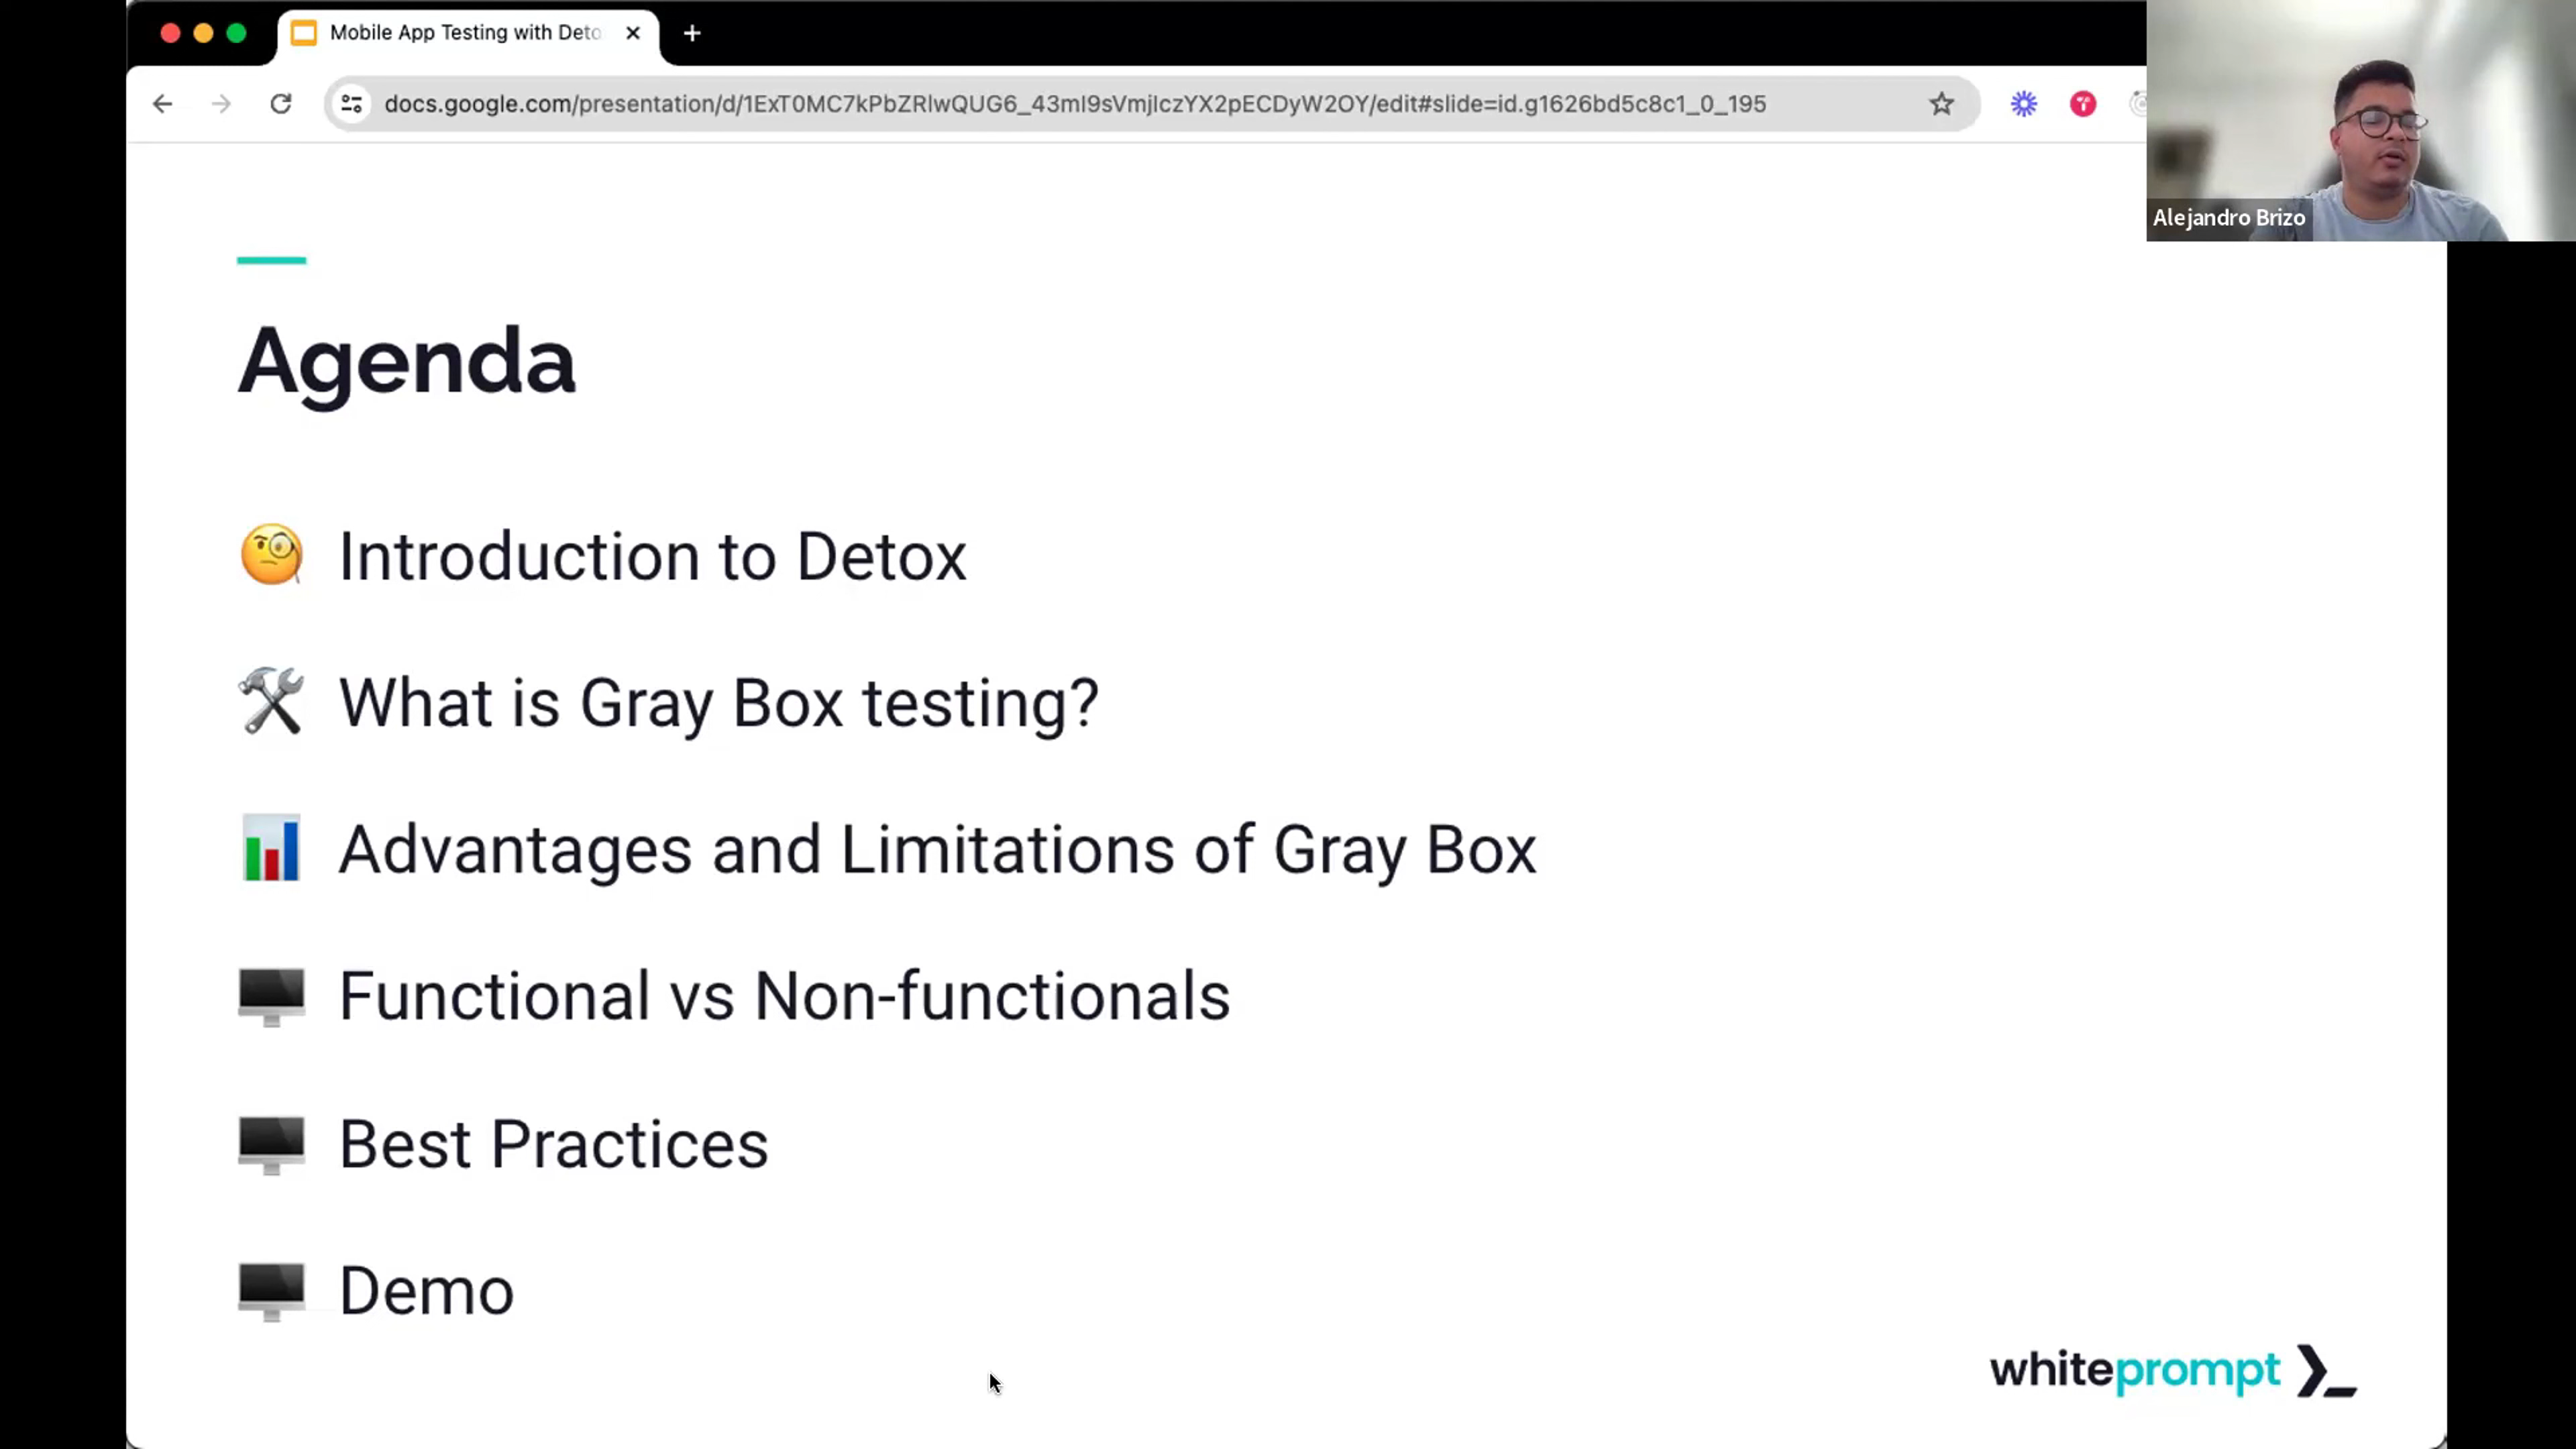 Mobile App Testing with Deto
docs.google.com/presentation/d/1ExT0MC7kPbZRlwQUG6_43ml9sVmjlczYX2pECDyW2OY/edit#slide=id.g1626bd5c8c1_0_195
Alejandro Brizo
Agenda
Introduction to Detox
What is Gray Box testing?
Advantages and Limitations of Gray Box
Functional vs Non-functionals
Best Practices
Demo
whiteprompt